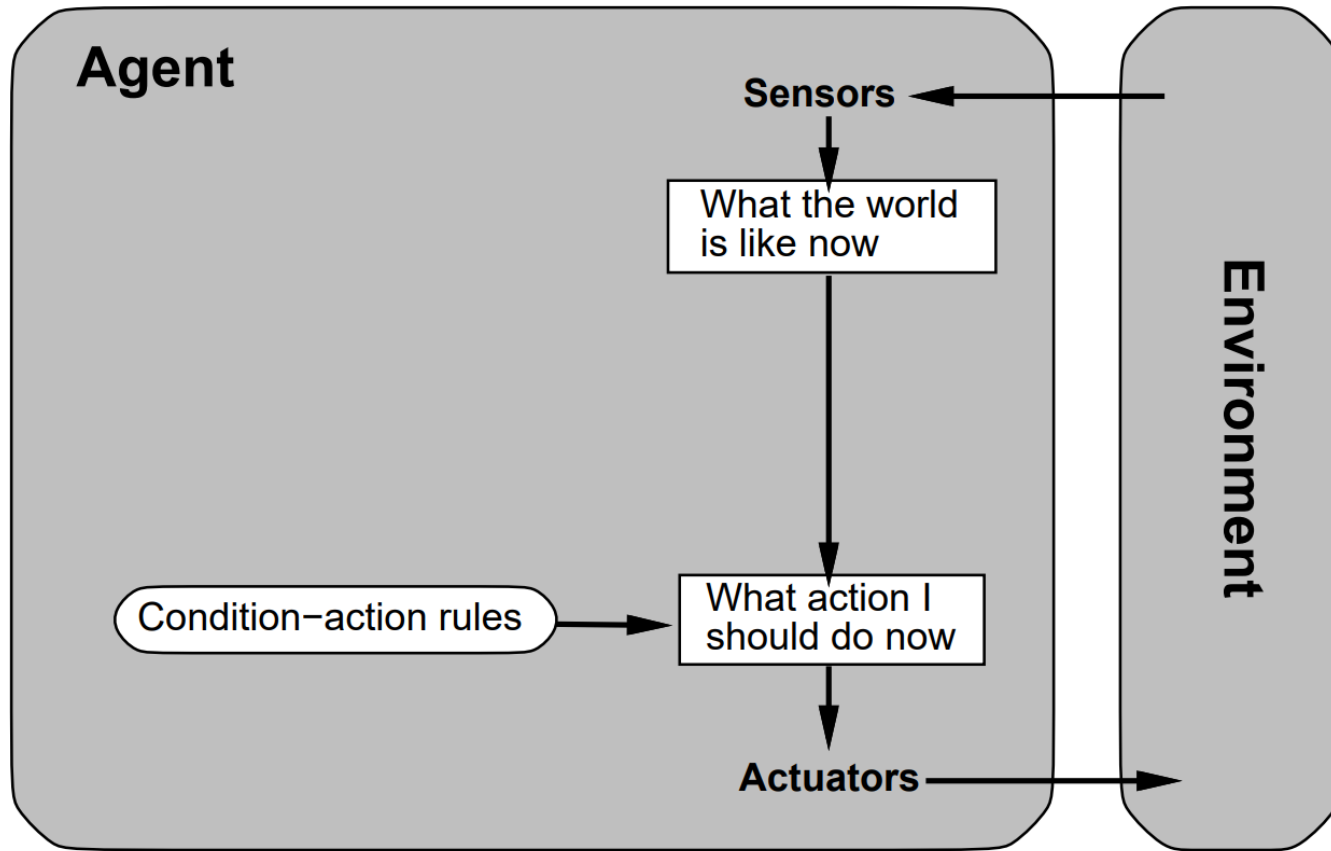 Agent
Sensors
What the world
is like now
Environment
Condition−action rules
What action I
should do now
Actuators